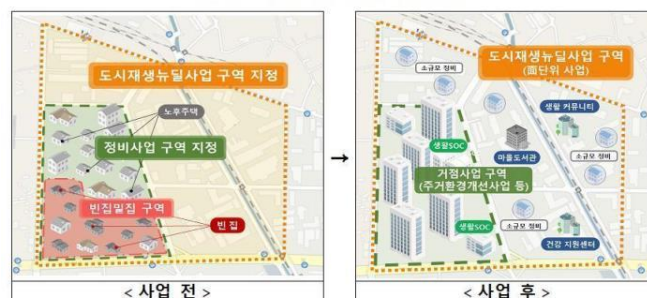 도시재생뉴딜사업 구역 지정
노후주택
정비사업 구역 지정
빈집밀집 구역
빈 집
< 사업 전 >
→
도시재생뉴딜사업 구역
(面단위 사업)
소규모 정비
생활 커뮤니티
생활SOC
마을도서관
소규모 정비
거점사업 구역
(주거환경개선사업 등)
소규모 정비
생활SOC
건강 지원센터
< 사업 후 >